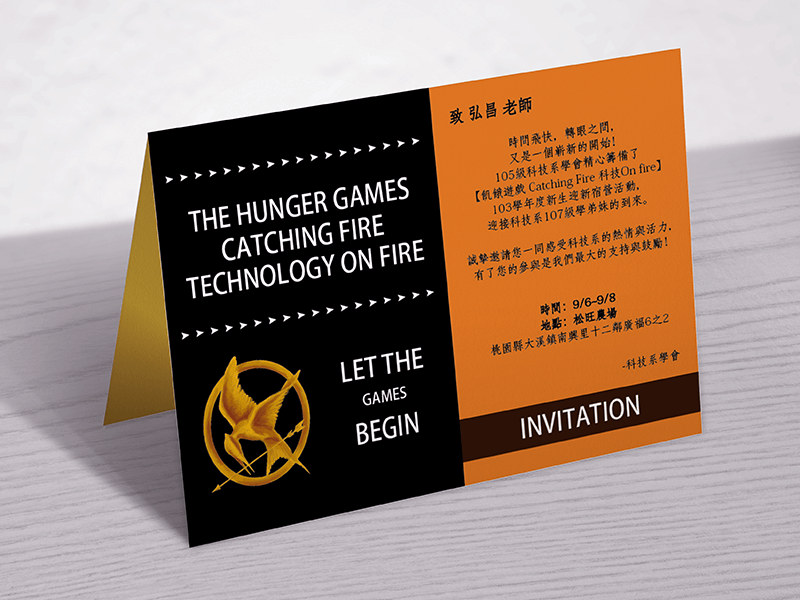 THE HUNGER GAMES
CATCHING FIRE
TECHNOLOGY ON FIRE
LET THE
GAMES
BEGIN
致 弘昌 老師
時間飛快，轉眼之間，
又是一個嶄新的開始!
105級科技系學會精心籌備了
【飢餓遊戲 Catching Fire 科技On fire】
103學年度新生迎新宿營活動，
迎接科技系107級學弟妹的到來。
誠摯邀請您一同感受科技系的熱情與活力，
有了您的參與是我們最大的支持與鼓勵!
時間：9/6~9/8
地點：松旺農場
桃園縣大溪鎮南興里十二鄰廣福6之2
-科技系學會
INVITATION